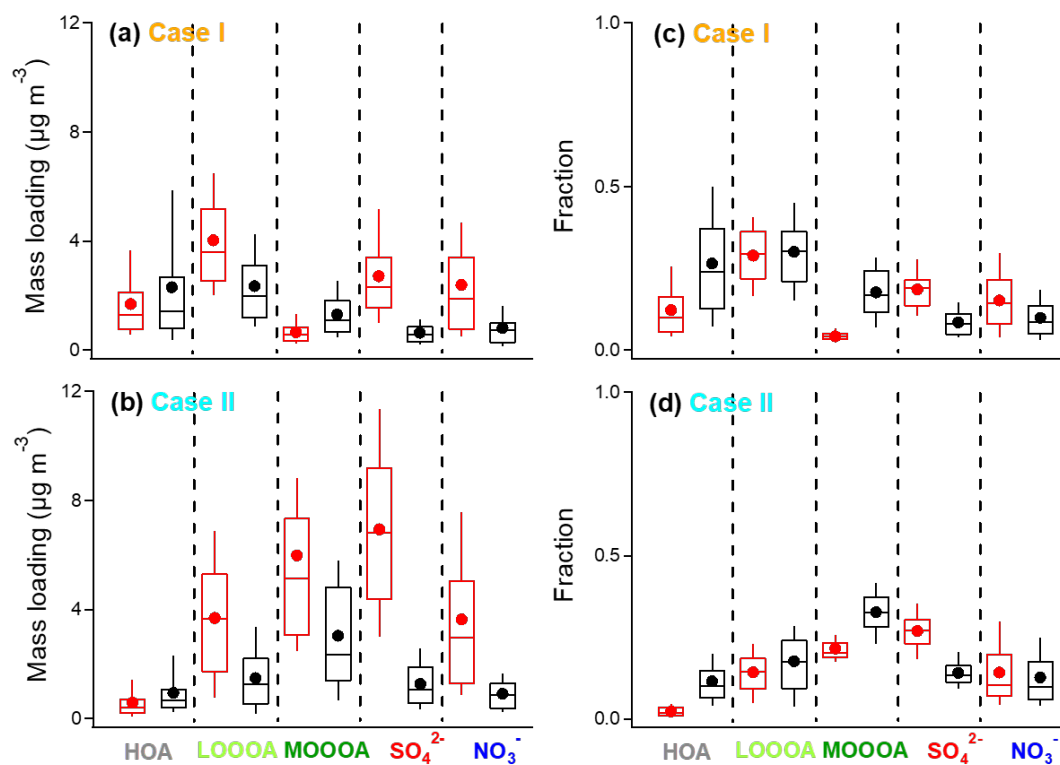 (a) Case I
Mass loading (µg m⁻³)
12
8
4
0
(c) Case I
Fraction
1.0
0.5
0.0
(b) Case II
Mass loading (µg m⁻³)
12
8
4
0
HOA LOOOA MOOOA SO₄²⁻ NO₃⁻
(d) Case II
Fraction
1.0
0.5
0.0
HOA LOOOA MOOOA SO₄²⁻ NO₃⁻